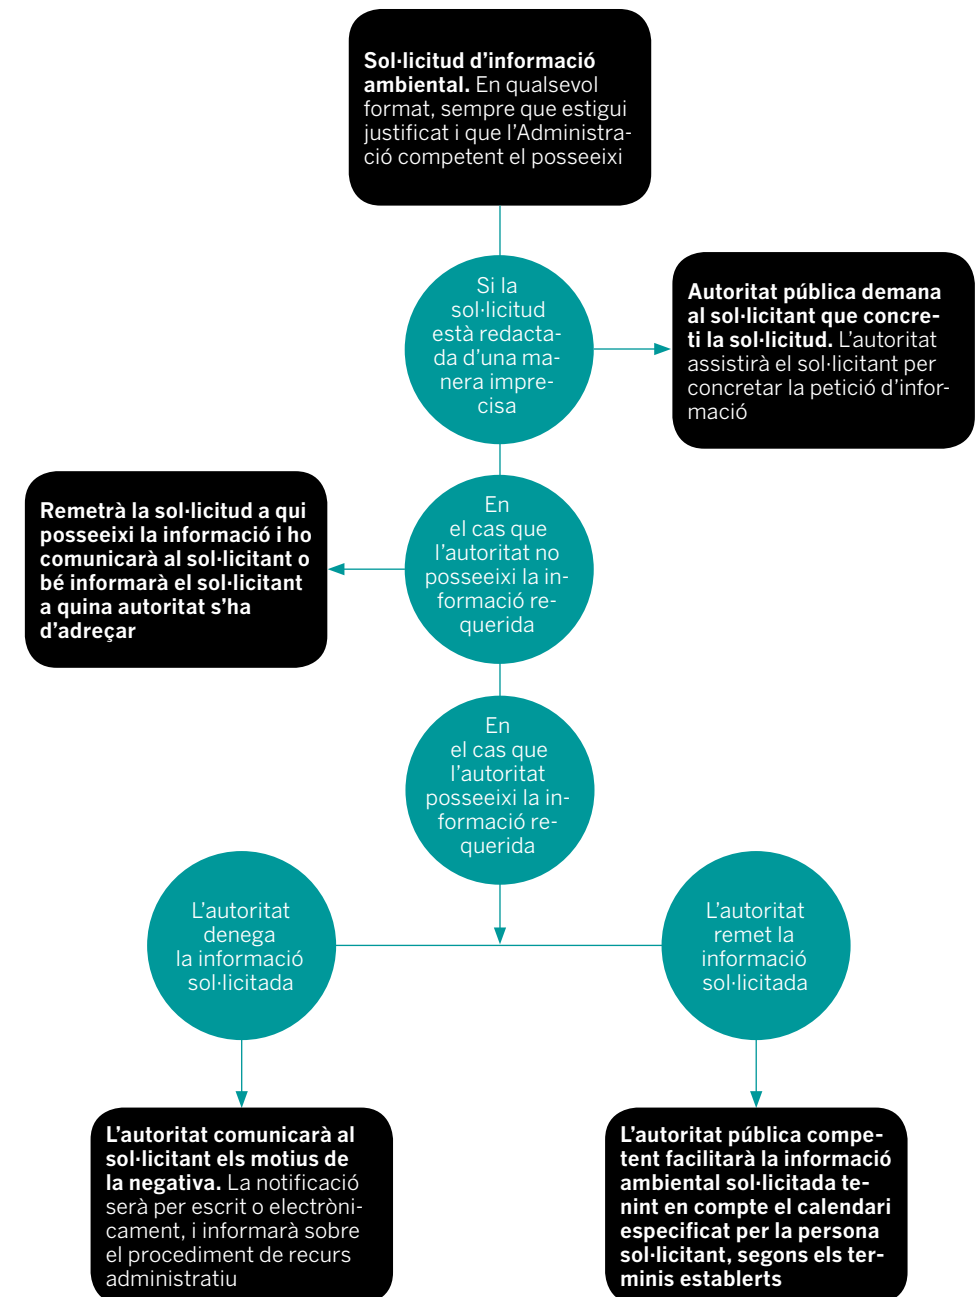 Sol·licitud d’informació
ambiental. En qualsevol
format, sempre que estigui
justificat i que l’Administra-
ció competent el posseeixi
Si la
sol·licitud
està redacta-
da d’una ma-
nera impre-
cisa
Autoritat pública demana
al sol·licitant que concre-
ti la sol·licitud. L’autoritat
assistirà el sol·licitant per
concretar la petició d’infor-
mació
En
el cas que
l’autoritat no
posseeixi la in-
formació re-
querida
Remetrà la sol·licitud a qui
posseeixi la informació i ho
comunicarà al sol·licitant o
bé informarà el sol·licitant
a quina autoritat s’ha
d’adreçar
En
el cas que
l’autoritat
posseeixi la in-
formació re-
querida
L’autoritat
denega
la informació
sol·licitada
L’autoritat
remet la
informació
sol·licitada
L’autoritat comunicarà al
sol·licitant els motius de
la negativa. La notificació
serà per escrit o electròni-
cament, i informarà sobre
el procediment de recurs
administratiu
L’autoritat pública compe-
tent facilitarà la informació
ambiental sol·licitada te-
nint en compte el calendari
especificat per la persona
sol·licitant, segons els ter-
minis establerts